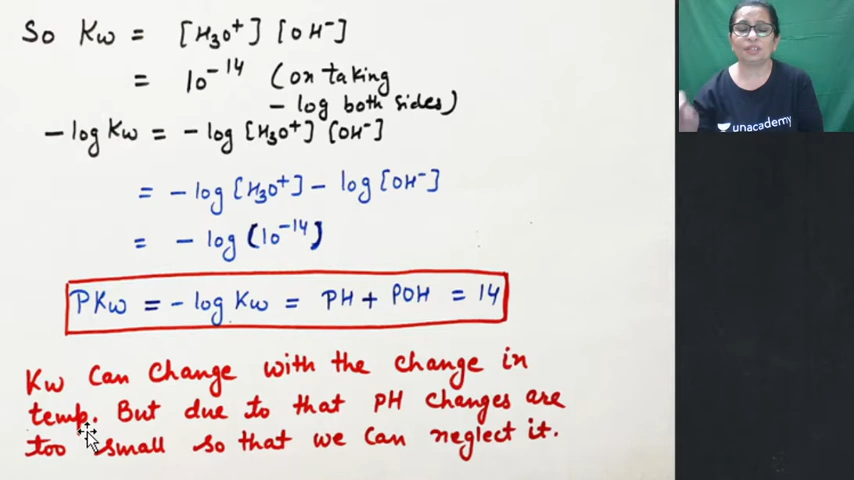 So Kw = [H3O+] [OH-]
= 10-14 (on taking
- log both sides)
- log Kw = - log [H3O+] [OH-]
= - log [H3O+] - log [OH-]
= - log (10-14)
PKw = - log Kw = PH + POH = 14
Kw Can Change with the change in
temp. But due to that PH changes are
too small so that we Can neglect it.
unacademy